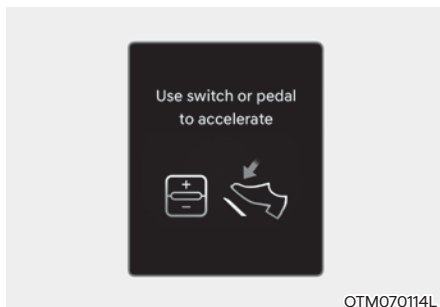 Use switch or pedal
to accelerate
+
−
OTM070114L